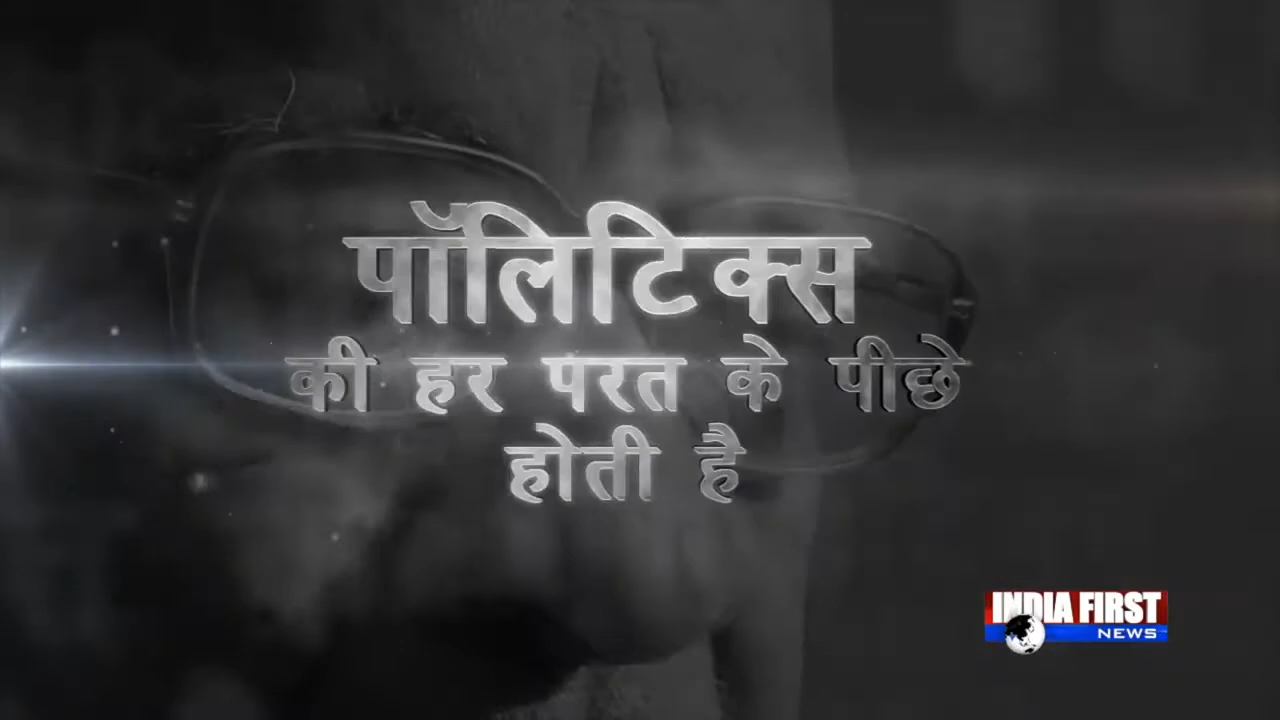 पॉलिटिक्स
की हर परत के पीछे
होती है
INDIA FIRST
NEWS